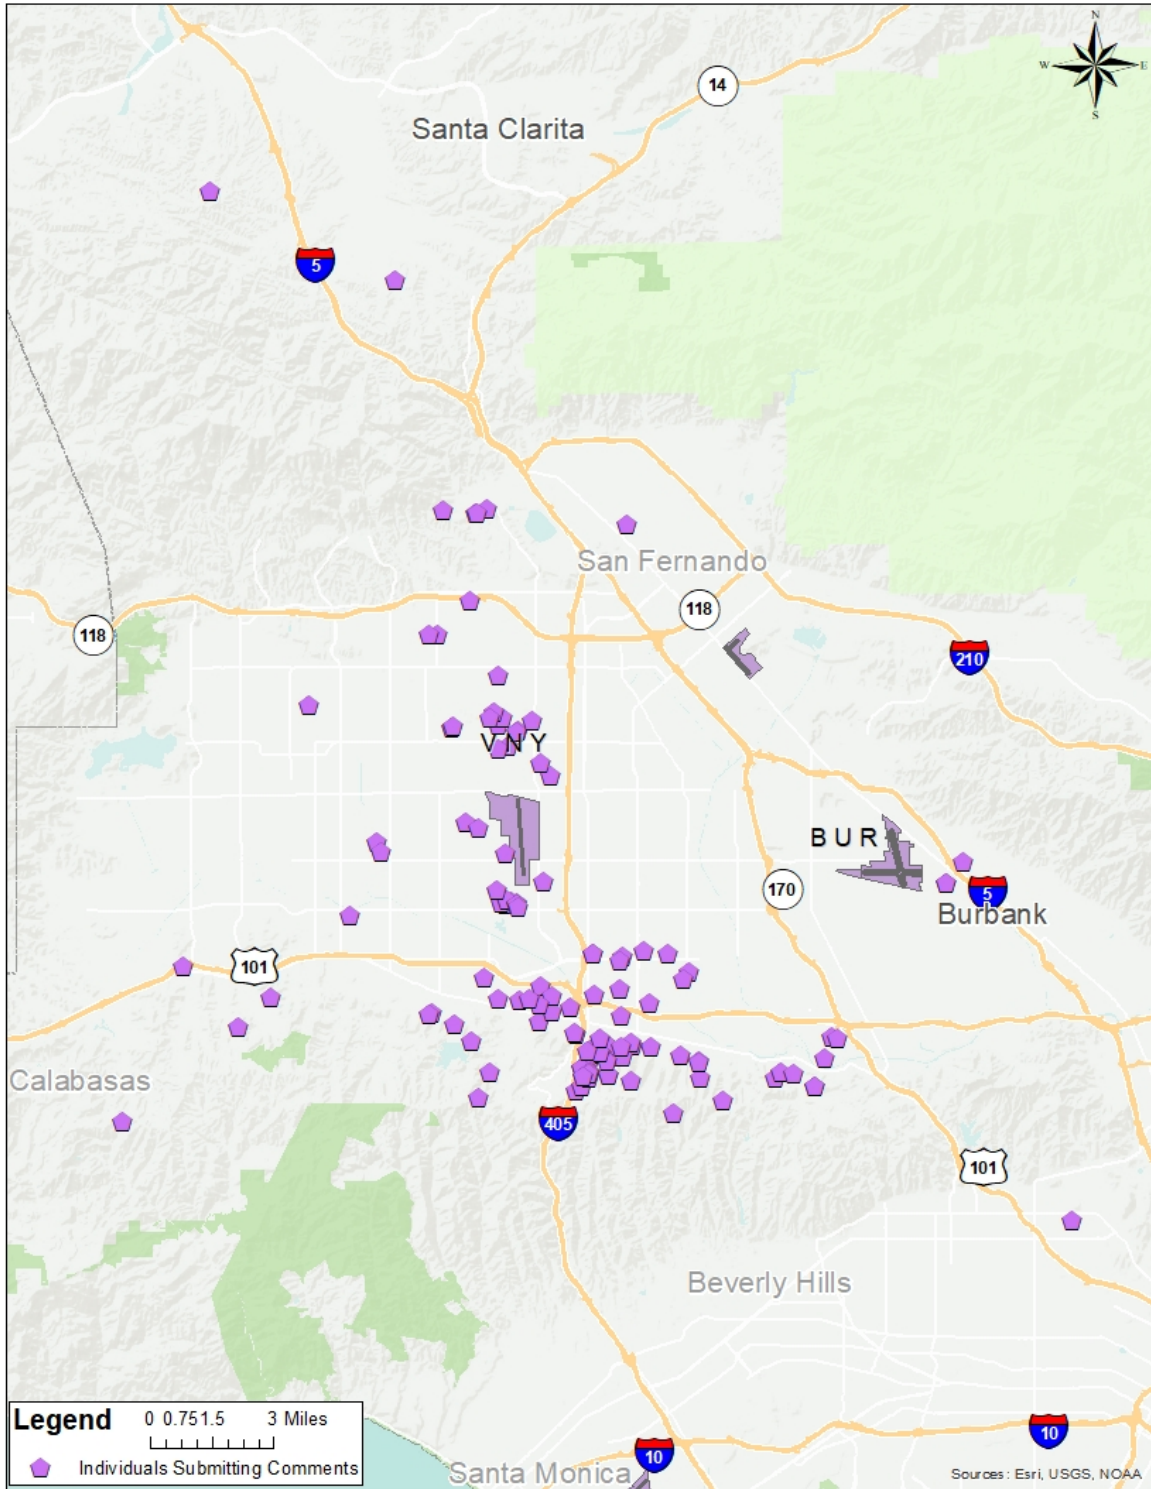 N
W E
S
14
Santa Clarita
5
San Fernando
118
118
210
VNY
BUR
170
5
Burbank
101
Calabasas
405
101
Beverly Hills
Legend
0 0.75 1.5 3 Miles
Individuals Submitting Comments
10
10
Santa Monica
Sources: Esri, USGS, NOAA